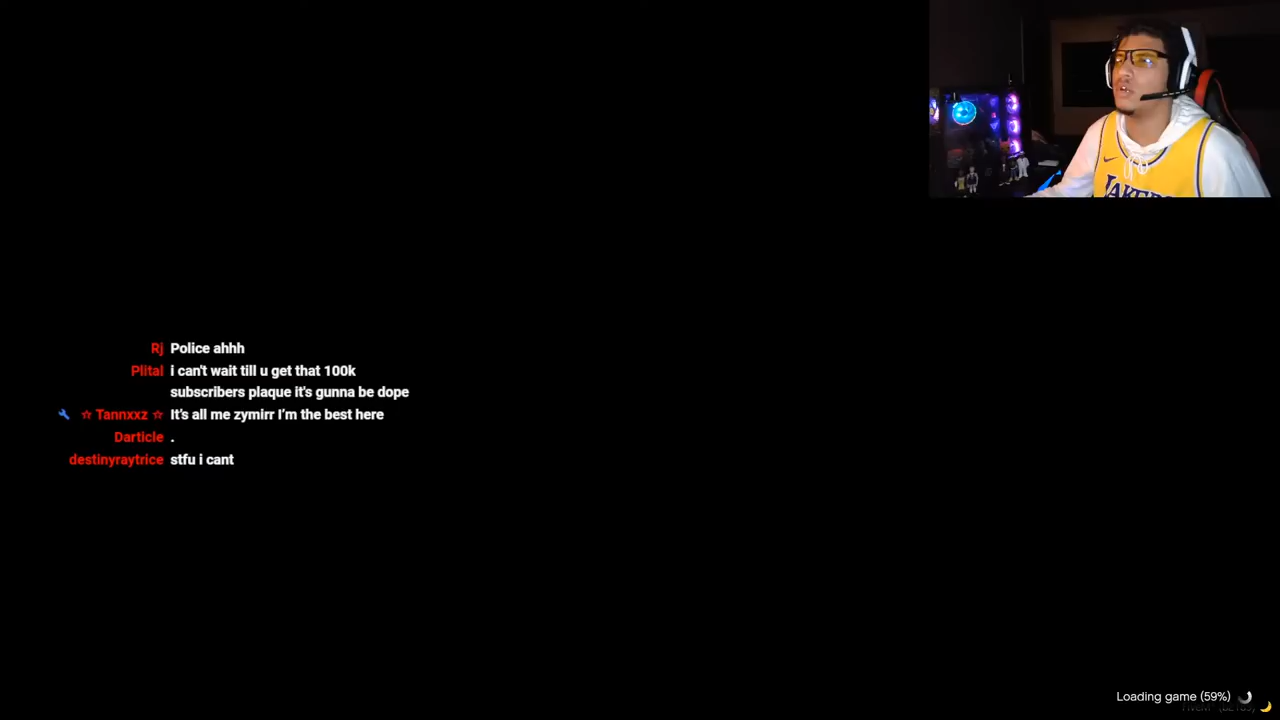 LAKERS
Rj Police ahhh
Plital i can't wait till u get that 100k
subscribers plaque it's gunna be dope
☆ Tannxxz ☆ It's all me zymirr I'm the best here
Darticle .
destinyraytrice stfu i cant
Loading game (59%)